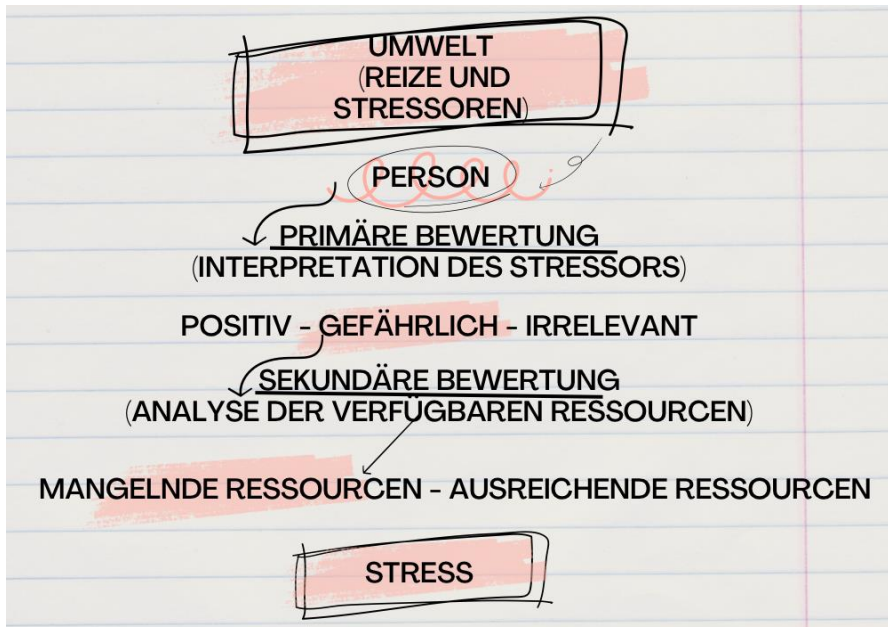 UMWELT
(REIZE UND
STRESSOREN)
PERSON
PRIMÄRE BEWERTUNG
(INTERPRETATION DES STRESSORS)
POSITIV - GEFÄHRLICH - IRRELEVANT
SEKUNDÄRE BEWERTUNG
(ANALYSE DER VERFÜGBAREN RESSOURCEN)
MANGELNDE RESSOURCEN - AUSREICHENDE RESSOURCEN
STRESS